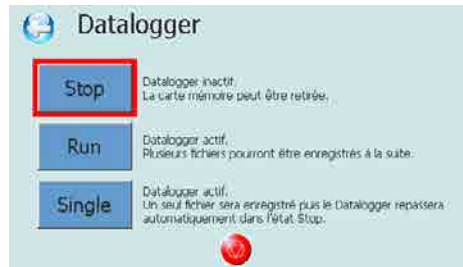 Datalogger
Stop
Datalogger inactif.
La carte mémoire peut être retirée.
Run
Datalogger actif.
Plusieurs fichiers pourront être enregistrés à la suite.
Single
Datalogger actif.
Un seul fichier sera enregistré puis le Datalogger repassera
automatiquement dans l'état Stop.